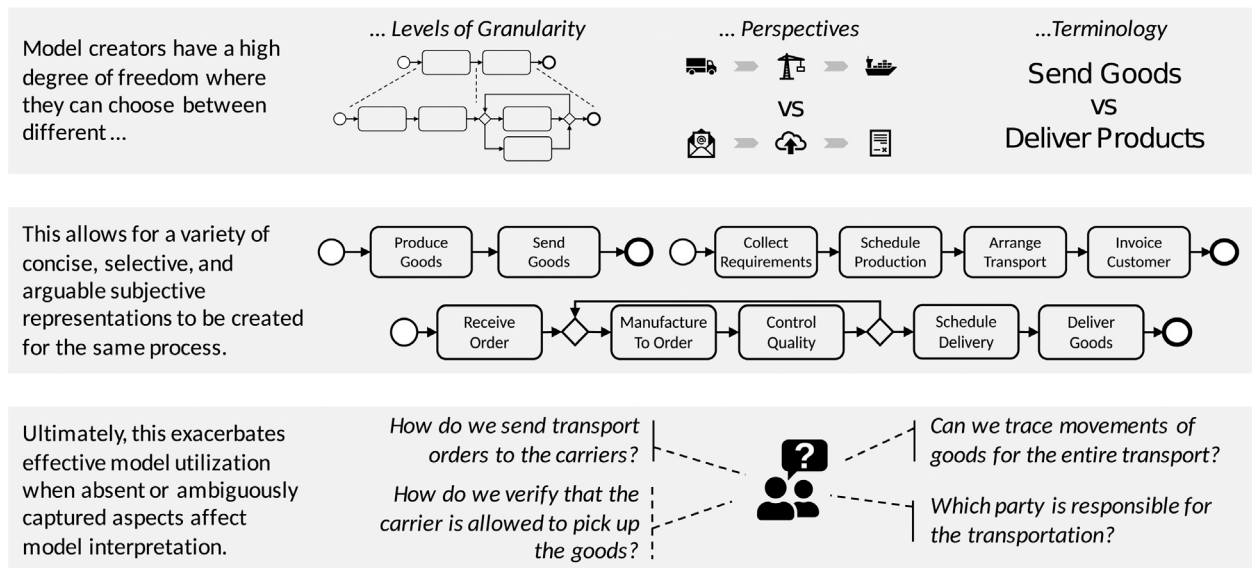 Model creators have a high
degree of freedom where
they can choose between
different ...
... Levels of Granularity
... Perspectives
VS
@
...Terminology
Send Goods
vs
Deliver Products
This allows for a variety of
concise, selective, and
arguable subjective
representations to be created
for the same process.
Produce
Goods
Send
Goods
Collect
Requirements
Schedule
Production
Arrange
Transport
Invoice
Customer
Receive
Order
Manufacture
To Order
Control
Quality
Schedule
Delivery
Deliver
Goods
Ultimately, this exacerbates
effective model utilization
when absent or ambiguously
captured aspects affect
model interpretation.
How do we send transport
orders to the carriers?
How do we verify that the
carrier is allowed to pick up
the goods?
?
Can we trace movements of
goods for the entire transport?
Which party is responsible for
the transportation?